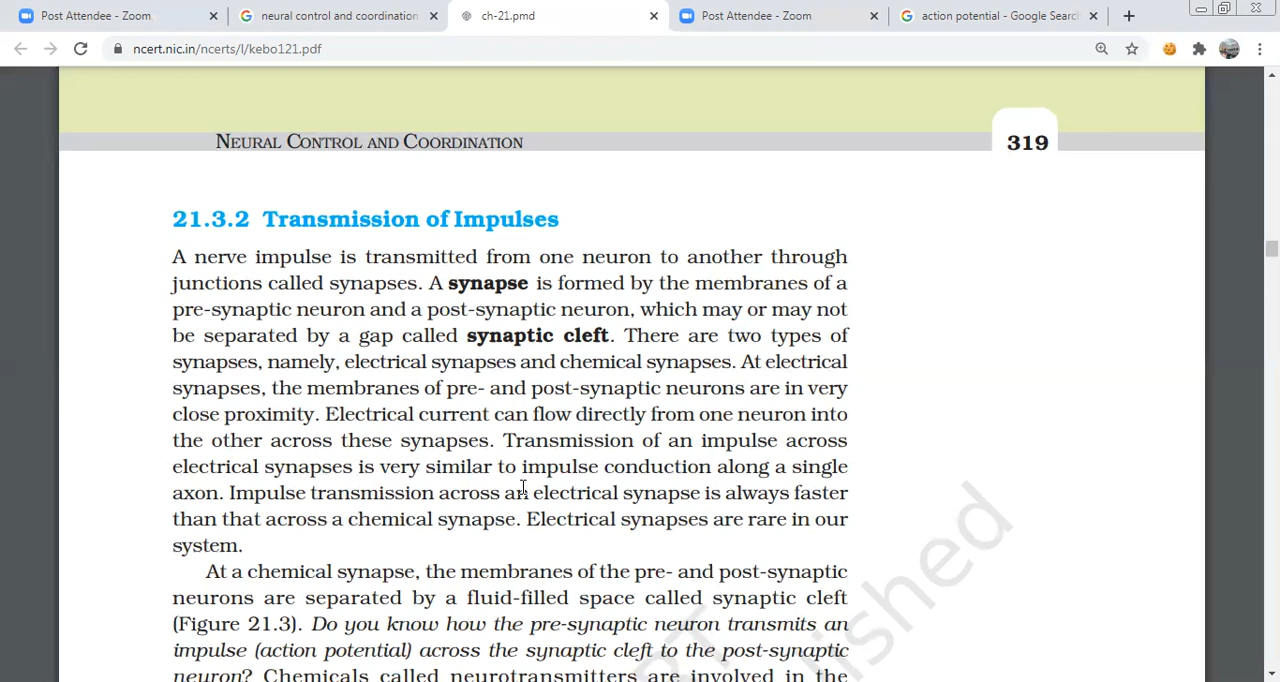 Post Attendee - Zoom
neural control and coordination
ch-21.pmd
Post Attendee - Zoom
action potential - Google Search
ncert.nic.in/ncerts/l/kebo121.pdf
NEURAL CONTROL AND COORDINATION
319
21.3.2 Transmission of Impulses
A nerve impulse is transmitted from one neuron to another through
junctions called synapses. A synapse is formed by the membranes of a
pre-synaptic neuron and a post-synaptic neuron, which may or may not
be separated by a gap called synaptic cleft. There are two types of
synapses, namely, electrical synapses and chemical synapses. At electrical
synapses, the membranes of pre- and post-synaptic neurons are in very
close proximity. Electrical current can flow directly from one neuron into
the other across these synapses. Transmission of an impulse across
electrical synapses is very similar to impulse conduction along a single
axon. Impulse transmission across an electrical synapse is always faster
than that across a chemical synapse. Electrical synapses are rare in our
system.
At a chemical synapse, the membranes of the pre- and post-synaptic
neurons are separated by a fluid-filled space called synaptic cleft
(Figure 21.3). Do you know how the pre-synaptic neuron transmits an
impulse (action potential) across the synaptic cleft to the post-synaptic
neuron? Chemicals called neurotransmitters are involved in the